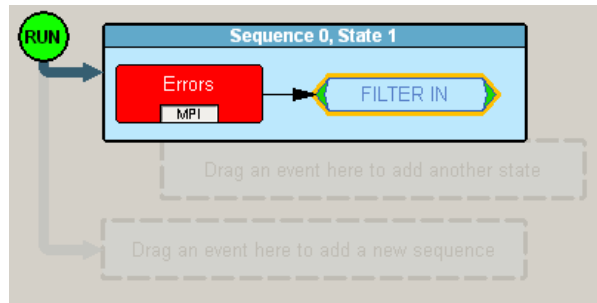 RUN
Sequence 0, State 1
Errors
FILTER IN
MPI
Drag an event here to add another state
Drag an event here to add a new sequence